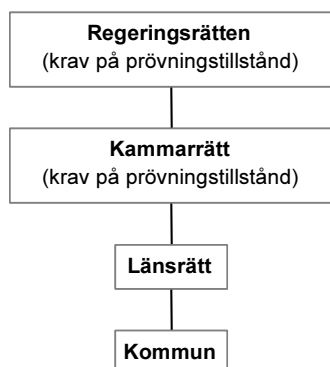 Regeringsrätten
(krav på prövningstillstånd)
Kammarrätt
(krav på prövningstillstånd)
Länsrätt
Kommun